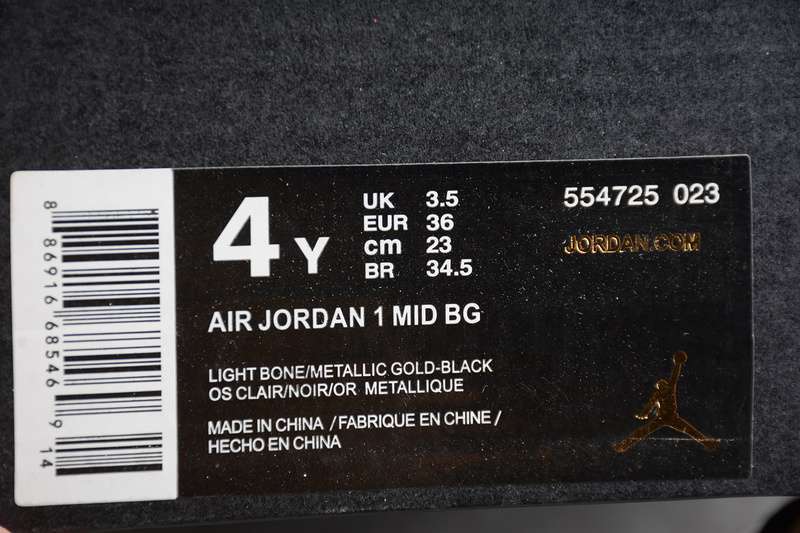 8 86916 68546 9 14
4Y
UK 3.5
EUR 36
cm 23
BR 34.5
554725 023
JORDAN.COM
AIR JORDAN 1 MID BG
LIGHT BONE/METALLIC GOLD-BLACK
OS CLAIR/NOIR/OR METALLIQUE
MADE IN CHINA /FABRIQUE EN CHINE /
HECHO EN CHINA